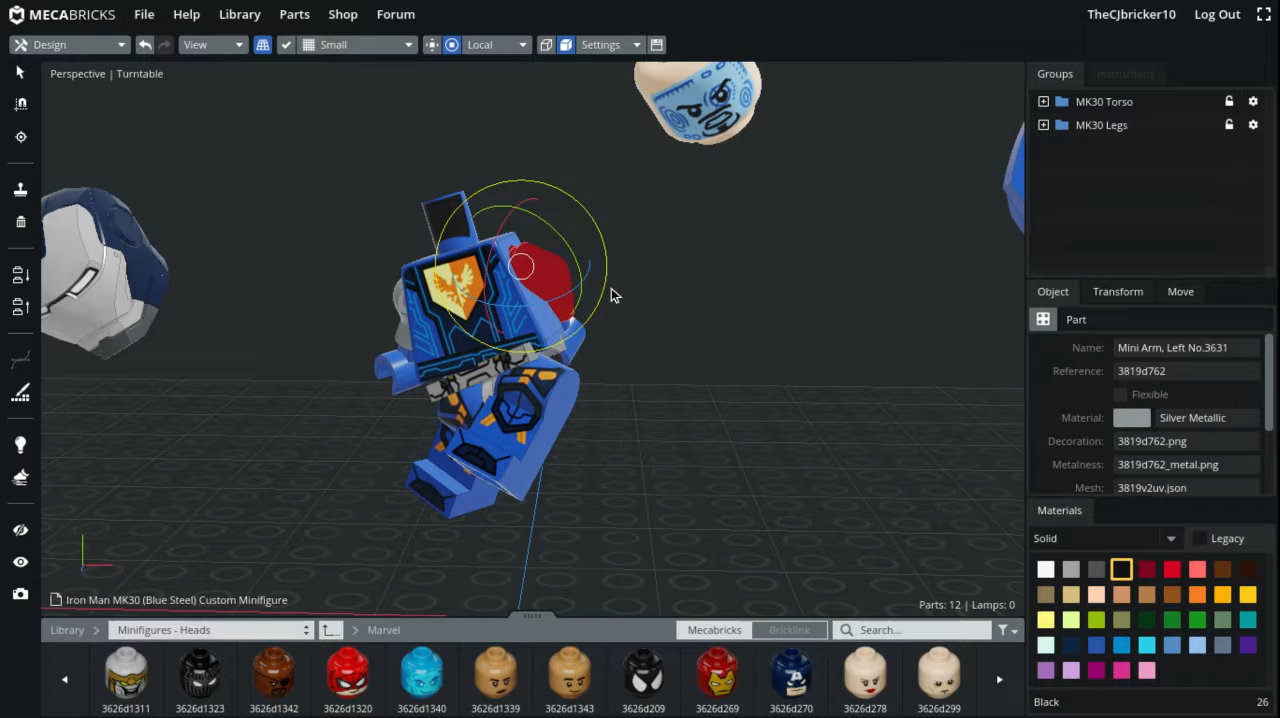 MECABRICKS File Help Library Parts Shop Forum TheCJbricker10 Log Out
Design View Small Local Settings
Perspective | Turntable
Groups Instructions
MK30 Torso
MK30 Legs
Object Transform Move
Part
Name: Mini Arm, Left No.3631
Reference: 3819d762
Flexible
Material: Silver Metallic
Decoration: 3819d762.png
Metalness: 3819d762_metal.png
Mesh: 3819v2uv.json
Materials
Solid Legacy
Iron Man MK30 (Blue Steel) Custom Minifigure Parts: 12 | Lamps: 0
Library Minifigures - Heads Marvel Mecabricks Bricklink Search...
3626d1311 3626d1323 3626d1342 3626d1320 3626d1340 3626d1339 3626d1343 3626d209 3626d269 3626d270 3626d278 3626d299
Black 26